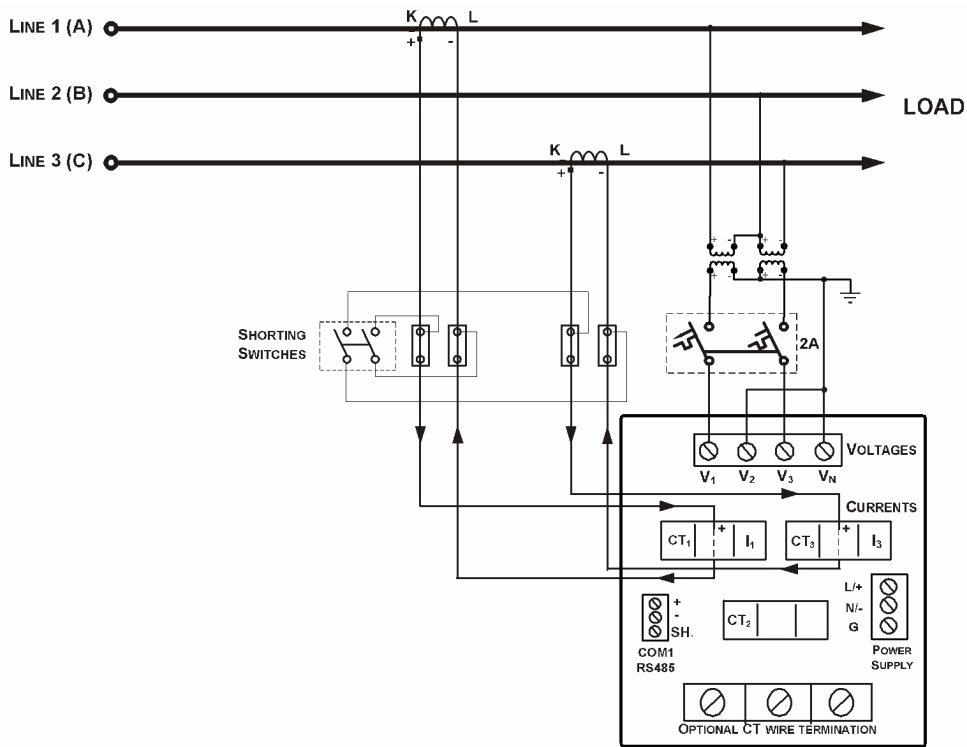 K L
LINE 1 (A)
+ -
LINE 2 (B)
LOAD
K L
LINE 3 (C)
+ -
+ - + -
SHORTING
SWITCHES
2A
VOLTAGES
V1 V2 V3 VN
CURRENTS
CT1 + I1
CT3 + I3
L/+
N/-
G
POWER
SUPPLY
+
-
SH.
COM1
RS485
CT2
OPTIONAL CT WIRE TERMINATION